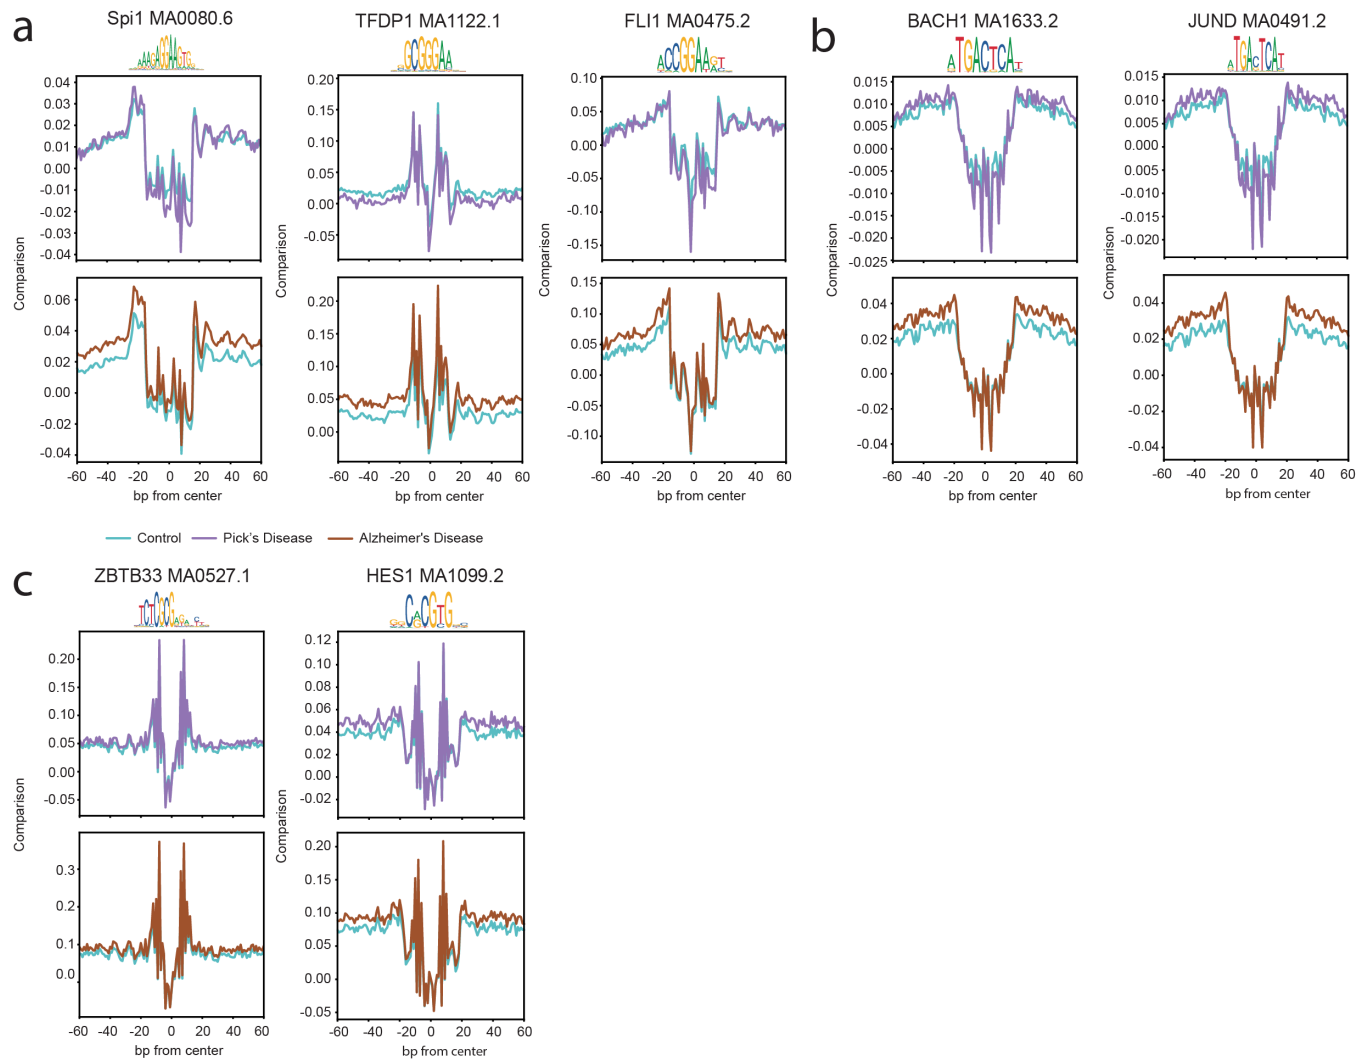 a
Spi1 MA0080.6
TFDP1 MA1122.1
FLI1 MA0475.2
b
BACH1 MA1633.2
JUND MA0491.2
0.04
0.03
0.02
0.01
0.00
-0.01
-0.02
-0.03
-0.04
0.20
0.15
0.10
0.05
0.00
-0.05
0.10
0.05
0.00
-0.05
-0.10
-0.15
0.015
0.010
0.005
0.000
-0.005
-0.010
-0.015
-0.020
-0.025
0.015
0.010
0.005
0.000
-0.005
-0.010
-0.015
-0.020
Comparison
Comparison
Comparison
Comparison
Comparison
0.06
0.04
0.02
0.00
-0.02
-0.04
0.20
0.15
0.10
0.05
0.00
0.15
0.10
0.05
0.00
-0.05
-0.10
0.04
0.02
0.00
-0.02
-0.04
0.04
0.02
0.00
-0.02
-0.04
-60 -40 -20 0 20 40 60
-60 -40 -20 0 20 40 60
-60 -40 -20 0 20 40 60
-60 -40 -20 0 20 40 60
-60 -40 -20 0 20 40 60
bp from center
bp from center
bp from center
bp from center
bp from center
Control Pick's Disease Alzheimer's Disease
c
ZBTB33 MA0527.1
HES1 MA1099.2
0.20
0.15
0.10
0.05
0.00
-0.05
0.12
0.10
0.08
0.06
0.04
0.02
0.00
-0.02
Comparison
Comparison
0.3
0.2
0.1
0.0
0.20
0.15
0.10
0.05
0.00
-0.05
-60 -40 -20 0 20 40 60
-60 -40 -20 0 20 40 60
bp from center
bp from center